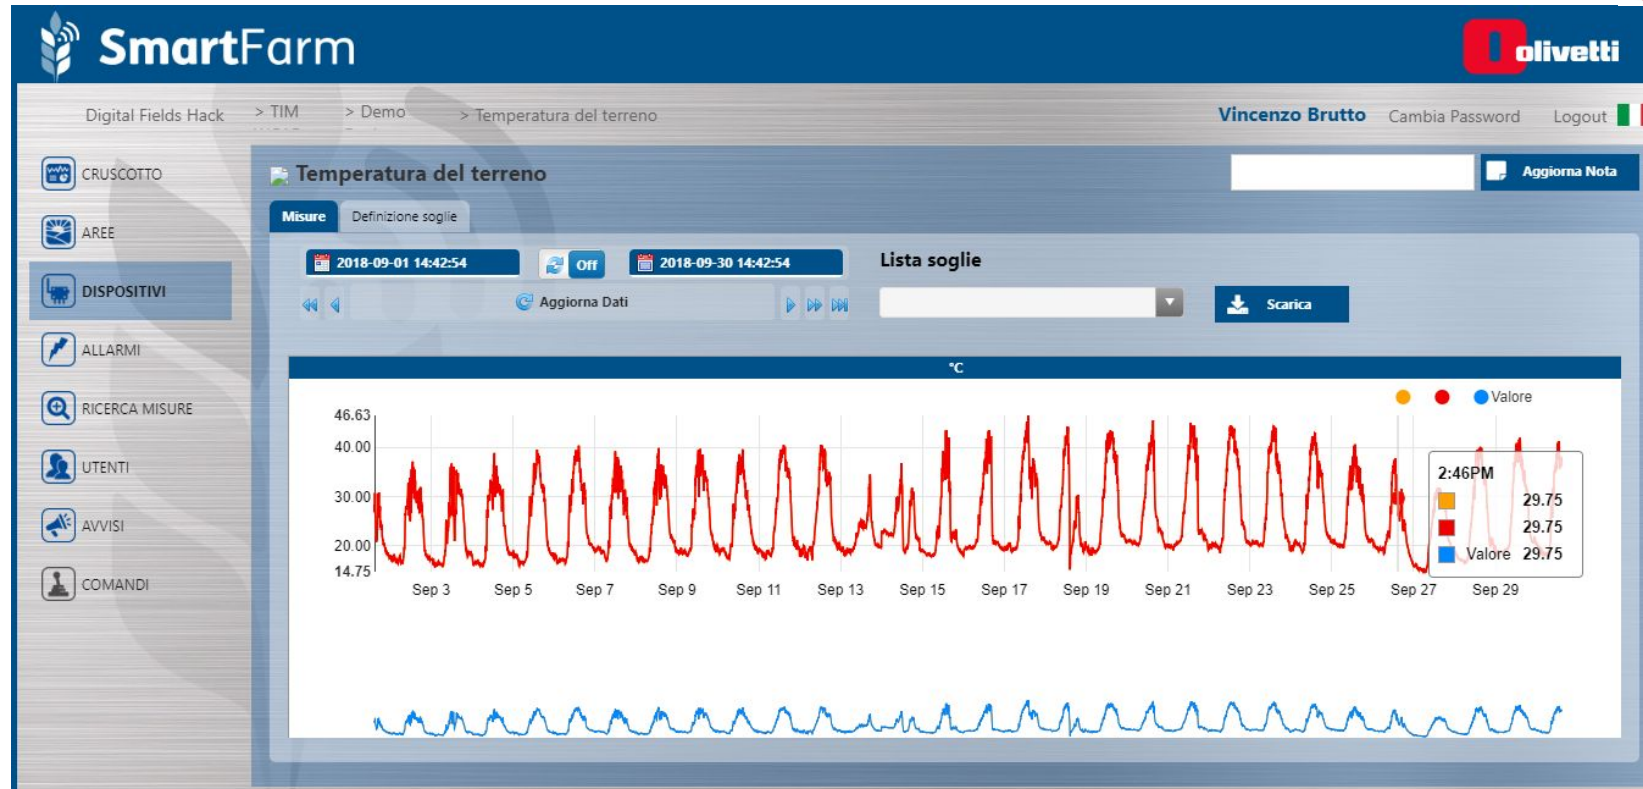 SmartFarm
olivetti
Digital Fields Hack > TIM > Demo > Temperatura del terreno
Vincenzo Brutto Cambia Password Logout
CRUSCOTTO
AREE
DISPOSITIVI
ALLARMI
RICERCA MISURE
UTENTI
AVVISI
COMANDI
Temperatura del terreno
Aggiorna Nota
Misure Definizione soglie
2018-09-01 14:42:54 Off 2018-09-30 14:42:54
Lista soglie
Aggiorna Dati
Scarica
°C
Valore
46.63
40.00
30.00
20.00
14.75
Sep 3 Sep 5 Sep 7 Sep 9 Sep 11 Sep 13 Sep 15 Sep 17 Sep 19 Sep 21 Sep 23 Sep 25 Sep 27 Sep 29
2:46PM
29.75
29.75
Valore 29.75